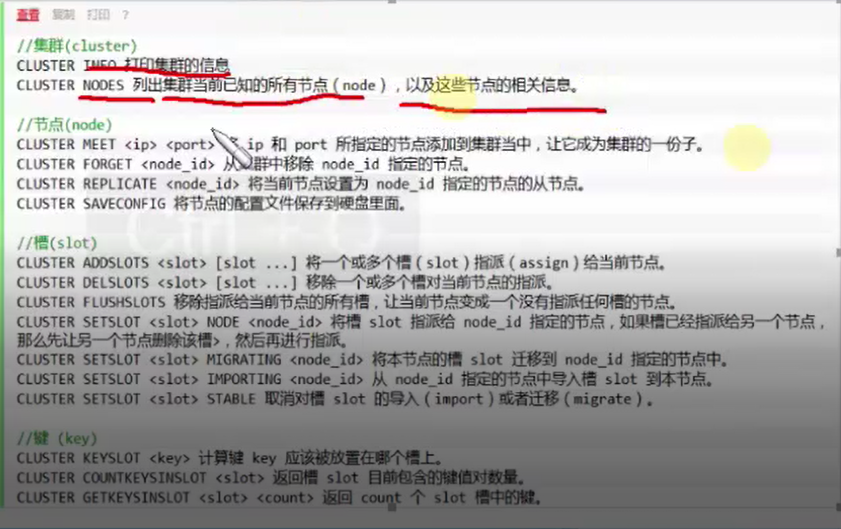 查看 复制 打印 ?
//集群(cluster)
CLUSTER INFO 打印集群的信息
CLUSTER NODES 列出集群当前已知的所有节点(node),以及这些节点的相关信息。
//节点(node)
CLUSTER MEET <ip> <port> ip 和 port 所指定的节点添加到集群当中,让它成为集群的一份子。
CLUSTER FORGET <node_id> 从集群中移除 node_id 指定的节点。
CLUSTER REPLICATE <node_id> 将当前节点设置为 node_id 指定的节点的从节点。
CLUSTER SAVECONFIG 将节点的配置文件保存到硬盘里面。
Ctrl + O
//槽(slot)
CLUSTER ADDSLOTS <slot> [slot ...] 将一个或多个槽(slot)指派(assign)给当前节点。
CLUSTER DELSLOTS <slot> [slot ...] 移除一个或多个槽对当前节点的指派。
CLUSTER FLUSHSLOTS 移除指派给当前节点的所有槽,让当前节点变成一个没有指派任何槽的节点。
CLUSTER SETSLOT <slot> NODE <node_id> 将槽 slot 指派给 node_id 指定的节点,如果槽已经指派给另一个节点,
那么先让另一个节点删除该槽>,然后再进行指派。
CLUSTER SETSLOT <slot> MIGRATING <node_id> 将本节点的槽 slot 迁移到 node_id 指定的节点中。
CLUSTER SETSLOT <slot> IMPORTING <node_id> 从 node_id 指定的节点中导入槽 slot 到本节点。
CLUSTER SETSLOT <slot> STABLE 取消对槽 slot 的导入(import)或者迁移(migrate)。
//键 (key)
CLUSTER KEYSLOT <key> 计算键 key 应该被放置在哪个槽上。
CLUSTER COUNTKEYSINSLOT <slot> 返回槽 slot 目前包含的键值对数量。
CLUSTER GETKEYSINSLOT <slot> <count> 返回 count 个 slot 槽中的键。